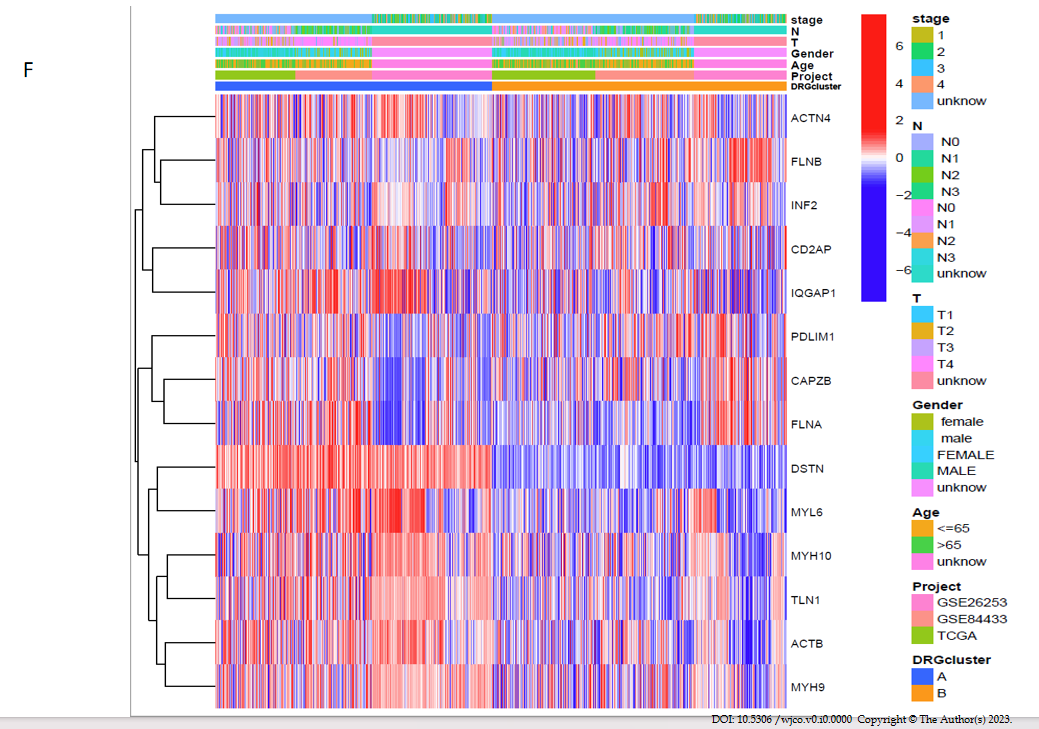 F
stage
N
T
Gender
Age
Project
DRGcluster
ACTN4
FLNB
INF2
CD2AP
IQGAP1
PDLIM1
CAPZB
FLNA
DSTN
MYL6
MYH10
TLN1
ACTB
MYH9
6
4
2
0
−2
−4
−6
stage
1
2
3
4
unknow
N
N0
N1
N2
N3
N0
N1
N2
N3
unknow
T
T1
T2
T3
T4
unknow
Gender
female
male
FEMALE
MALE
unknow
Age
<=65
>65
unknow
Project
GSE26253
GSE84433
TCGA
DRGcluster
A
B
DOI: 10.5306 /wjco.v0.i0.0000 Copyright © The Author(s) 2023.